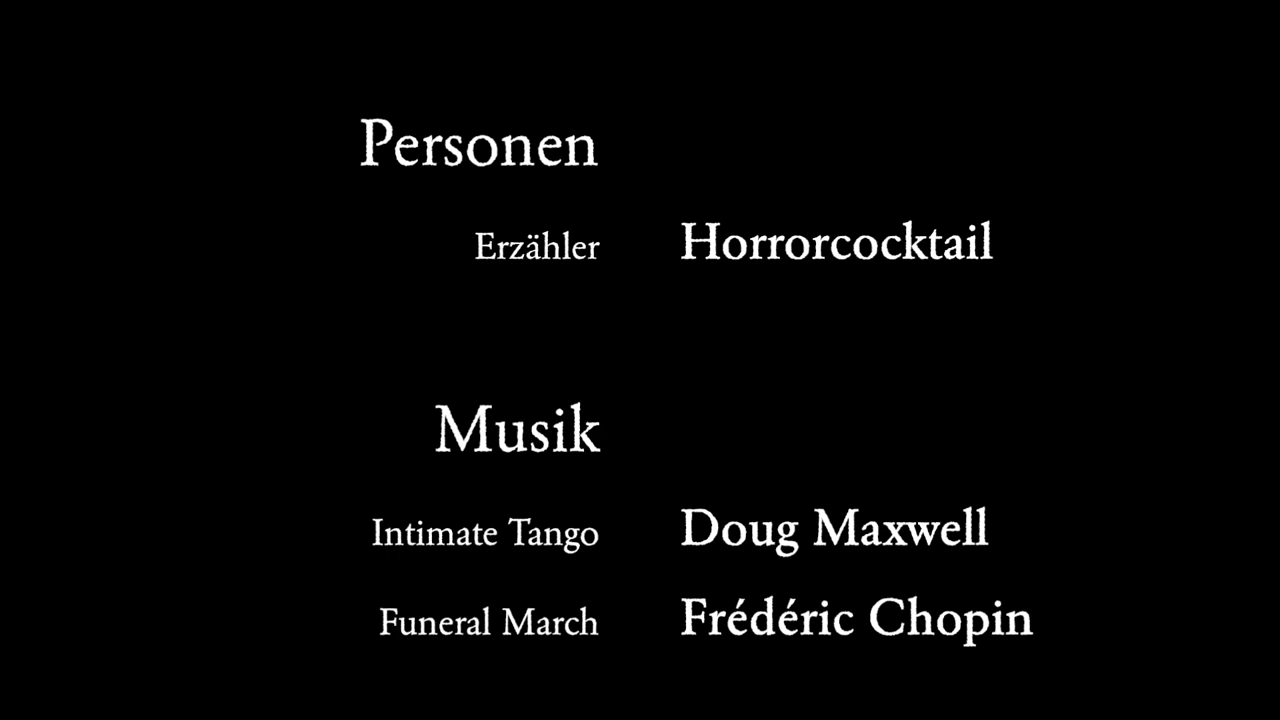 Personen
Erzähler Horrorcocktail
Musik
Intimate Tango Doug Maxwell
Funeral March Frédéric Chopin